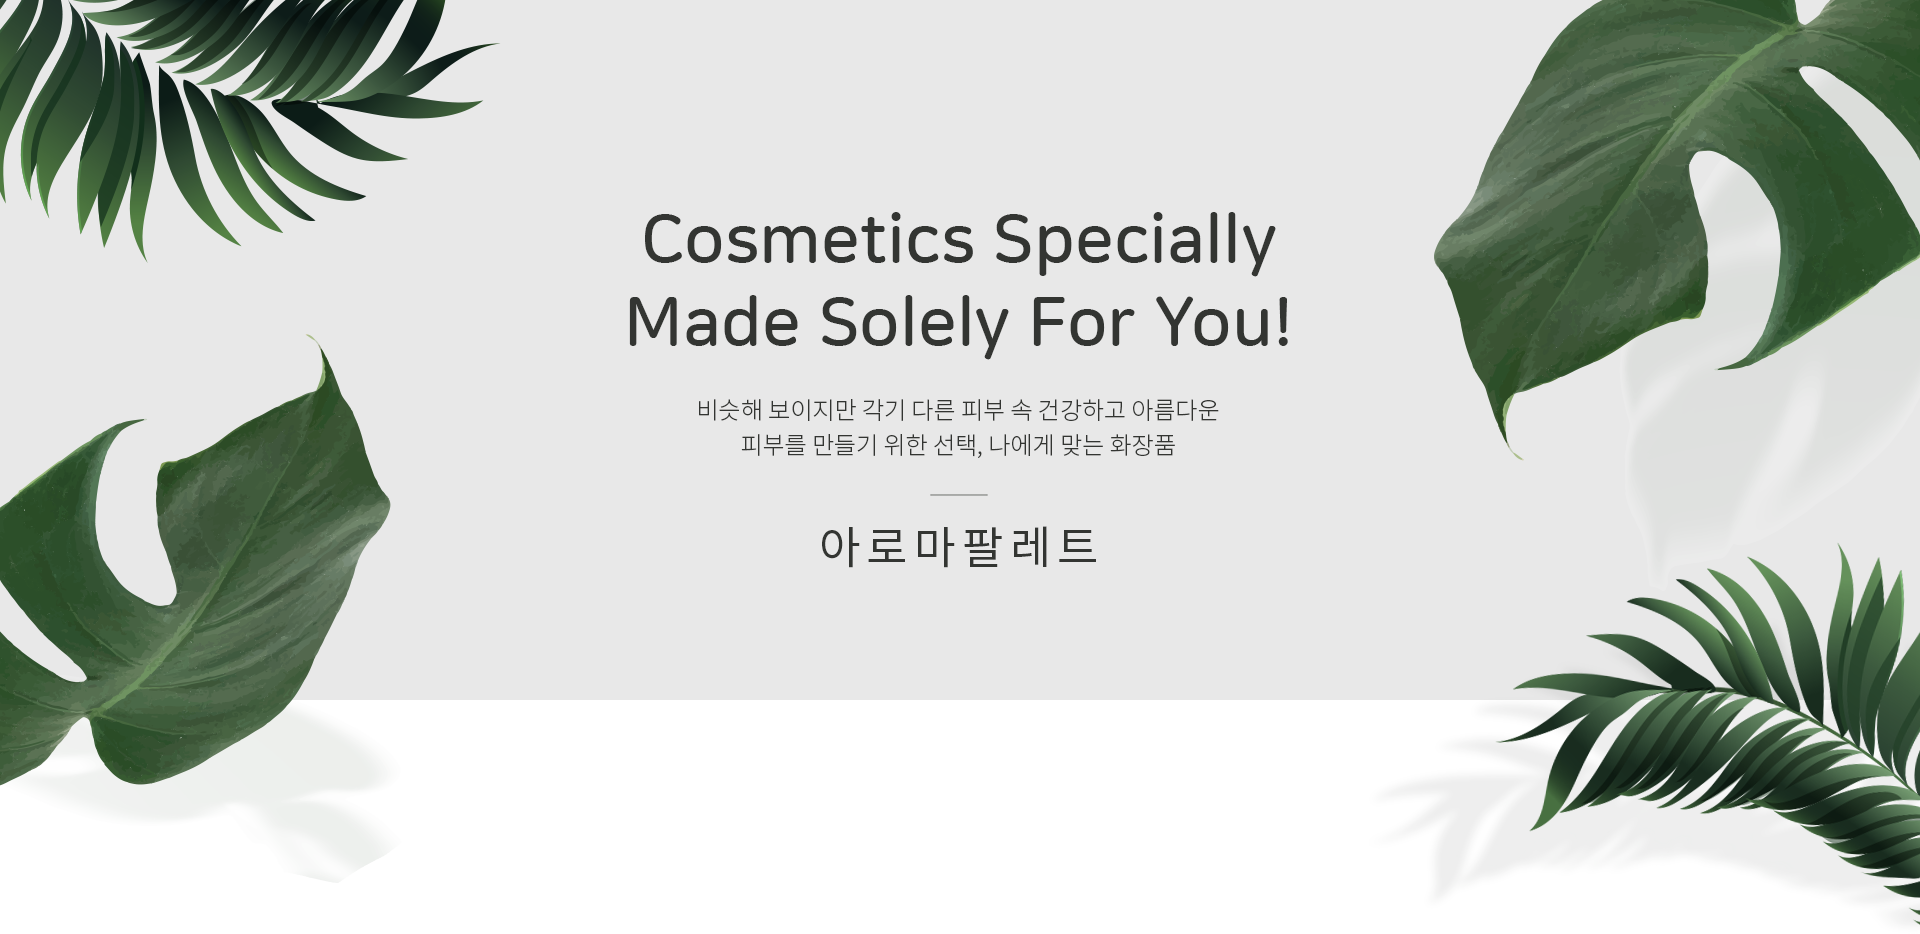 Cosmetics Specially
Made Solely For You!
비슷해 보이지만 각기 다른 피부 속 건강하고 아름다운
피부를 만들기 위한 선택, 나에게 맞는 화장품
아로마팔레트